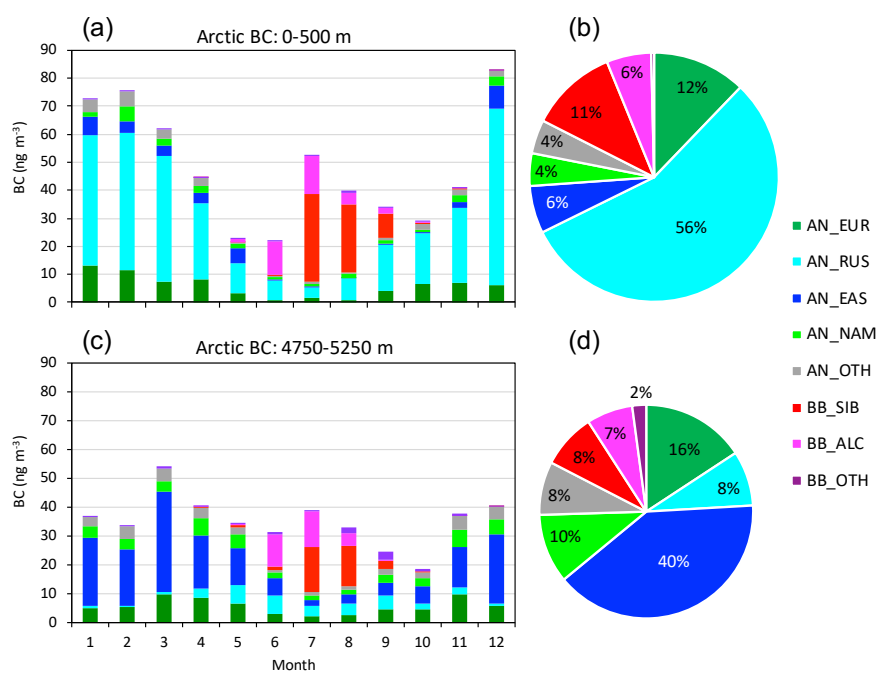 (a)
Arctic BC: 0-500 m
(b)
90
80
70
60
50
40
30
20
10
0
BC (ng m⁻³)
6%
12%
11%
4%
4%
6%
56%
AN_EUR
AN_RUS
AN_EAS
AN_NAM
AN_OTH
BB_SIB
BB_ALC
BB_OTH
(c)
Arctic BC: 4750-5250 m
(d)
90
80
70
60
50
40
30
20
10
0
BC (ng m⁻³)
1 2 3 4 5 6 7 8 9 10 11 12
Month
2%
7%
16%
8%
8%
8%
10%
40%